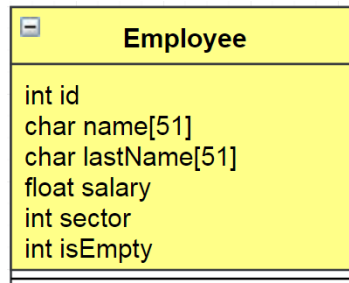 Employee
int id
char name[51]
char lastName[51]
float salary
int sector
int isEmpty